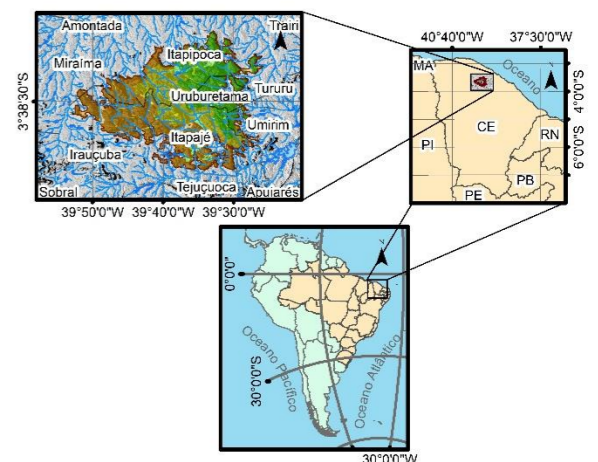 Amontada
Trairi
Itapipoca
Miraíma
Uruburetama
Tururu
Umirim
Itapajé
Irauçuba
Sobral
Tejuçuoca
Apuiarés
3°38'30"S
39°50'0"W
39°40'0"W
39°30'0"W
40°40'0"W
37°30'0"W
MA
Oceano
4°0'0"S
CE
RN
PI
6°0'0"S
PB
PE
0°0'0"
Oceano Pacífico
Oceano Atlântico
30°0'0"S
30°0'0"W